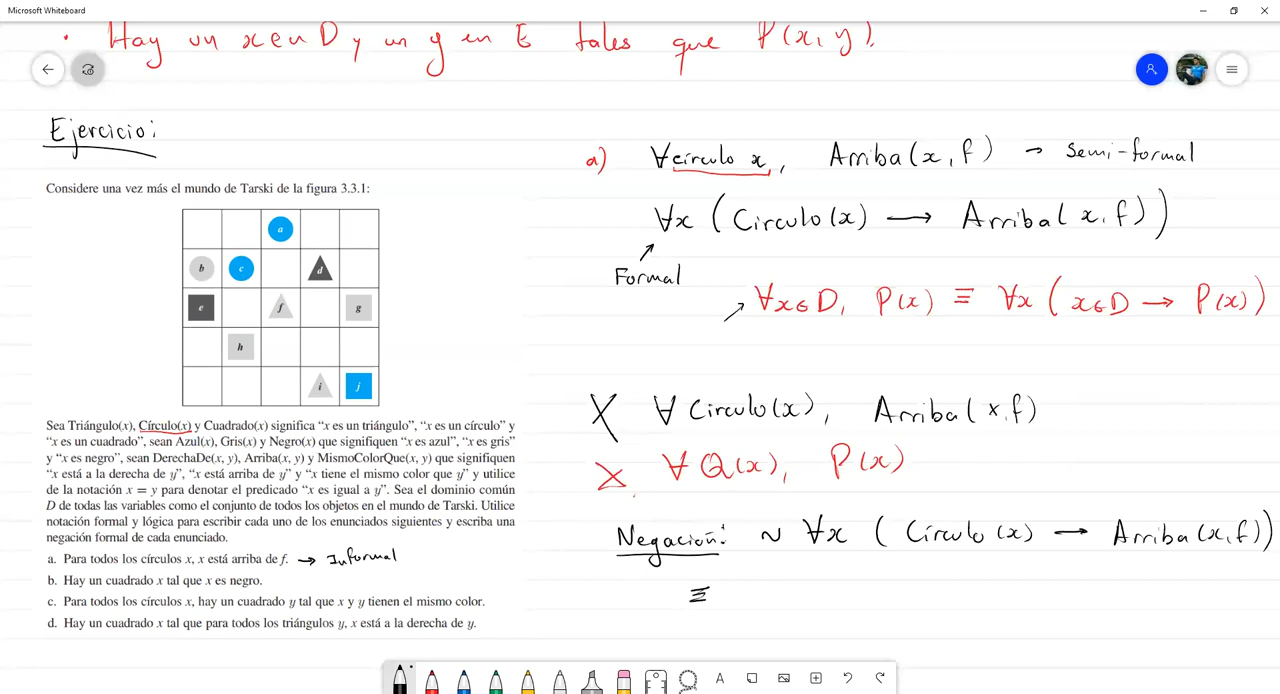 Microsoft Whiteboard
• Hay un x en D y un y en E tales que P(x,y).
Ejercicio:
Considere una vez más el mundo de Tarski de la figura 3.3.1:
a
b c d
e f g
h
i j
Sea Triángulo(x), Círculo(x) y Cuadrado(x) significa “x es un triángulo”, “x es un círculo” y
“x es un cuadrado”, sean Azul(x), Gris(x) y Negro(x) que signifiquen “x es azul”, “x es gris”
y “x es negro”, sean DerechaDe(x, y), Arriba(x, y) y MismoColorQue(x, y) que signifiquen
“x está a la derecha de y”, “x está arriba de y” y “x tiene el mismo color que y” y utilice
de la notación x = y para denotar el predicado “x es igual a y”. Sea el dominio común
D de todas las variables como el conjunto de todos los objetos en el mundo de Tarski. Utilice
notación formal y lógica para escribir cada uno de los enunciados siguientes y escriba una
negación formal de cada enunciado.
a. Para todos los círculos x, x está arriba de f. → Informal
b. Hay un cuadrado x tal que x es negro.
c. Para todos los círculos x, hay un cuadrado y tal que x y y tienen el mismo color.
d. Hay un cuadrado x tal que para todos los triángulos y, x está a la derecha de y.
a) ∀círculo x, Arriba(x,f) → semi-formal
∀x (Círculo(x) → Arriba(x,f))
Formal
∀x∈D, P(x) ≡ ∀x (x∈D → P(x))
X ∀ Círculo(x), Arriba(x,f)
X ∀ Q(x), P(x)
Negación: ~ ∀x (Círculo(x) → Arriba(x,f))
≡
A